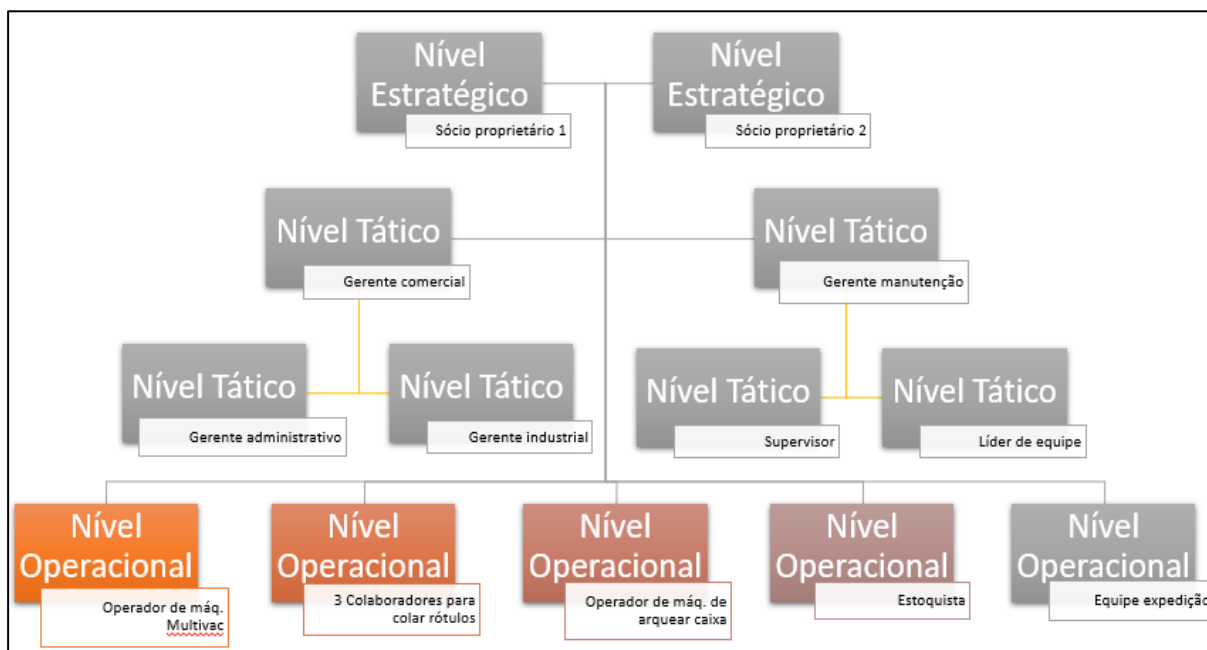 Nível
Estratégico
Sócio proprietário 1
Nível
Estratégico
Sócio proprietário 2
Nível Tático
Gerente comercial
Nível Tático
Gerente manutenção
Nível Tático
Gerente administrativo
Nível Tático
Gerente industrial
Nível Tático
Supervisor
Nível Tático
Líder de equipe
Nível
Operacional
Operador de máq.
Multivac
Nível
Operacional
3 Colaboradores para
colar rótulos
Nível
Operacional
Operador de máq. de
arquear caixa
Nível
Operacional
Estoquista
Nível
Operacional
Equipe expedição